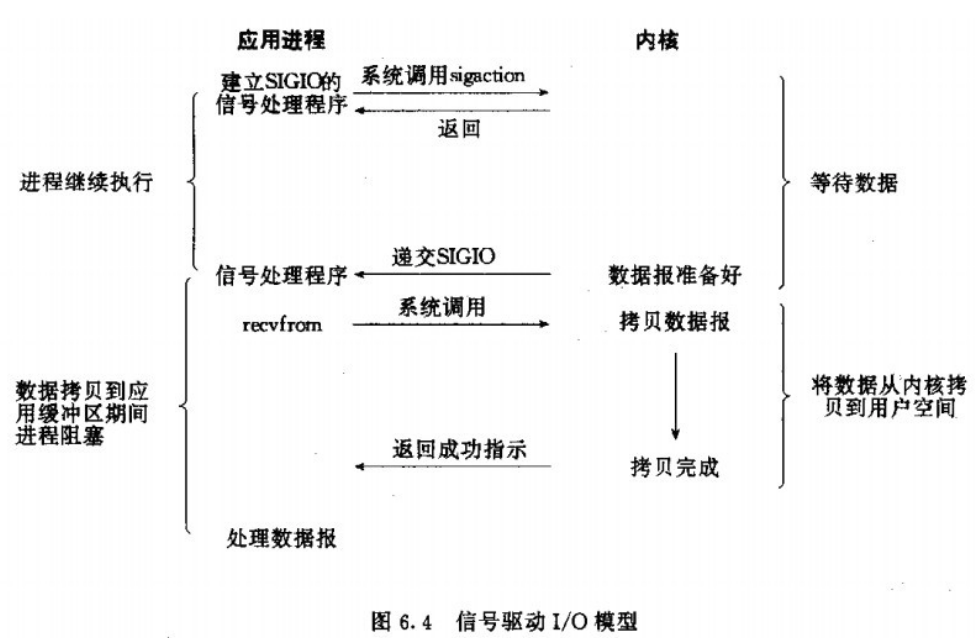 应用进程
内核
建立SIGIO的
信号处理程序
系统调用sigaction
返回
进程继续执行
等待数据
递交SIGIO
信号处理程序
数据报准备好
系统调用
recvfrom
拷贝数据报
数据拷贝到应
用缓冲区期间
进程阻塞
将数据从内核拷
贝到用户空间
返回成功指示
拷贝完成
处理数据报
图 6.4 信号驱动 I/O 模型